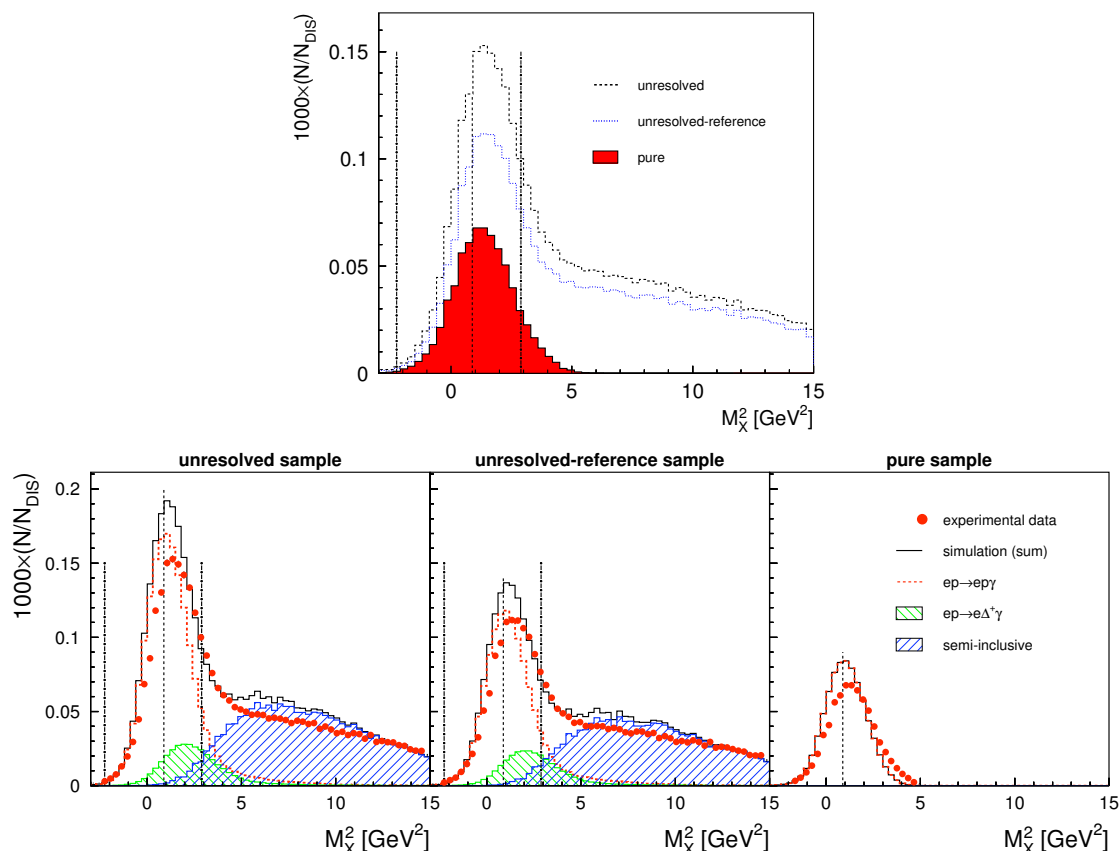 1000×(N/N_DIS)
0.15
0.1
0.05
0
unresolved
unresolved-reference
pure
0 5 10 15
M_X^2 [GeV^2]
unresolved sample unresolved-reference sample pure sample
1000×(N/N_DIS)
0.2
0.15
0.1
0.05
0
experimental data
simulation (sum)
ep→epγ
ep→eΔ⁺γ
semi-inclusive
0 5 10 15 0 5 10 15 0 5 10 15
M_X^2 [GeV^2] M_X^2 [GeV^2] M_X^2 [GeV^2]